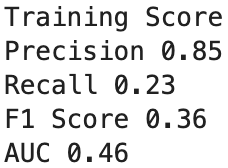 Training Score
Precision 0.85
Recall 0.23
F1 Score 0.36
AUC 0.46